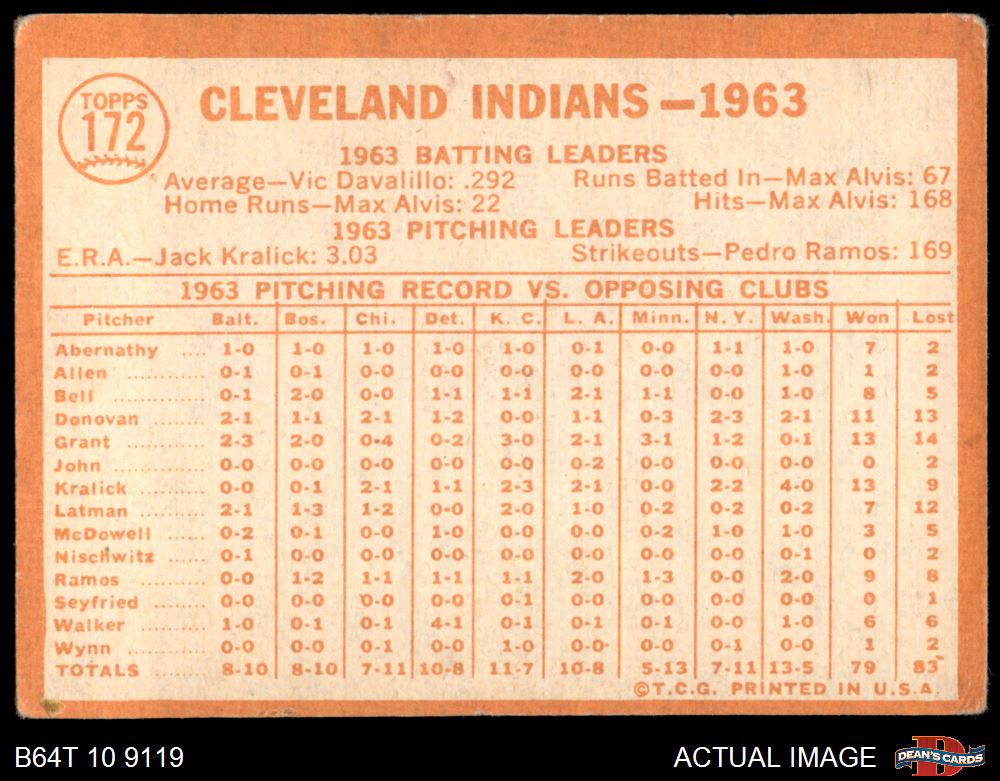 TOPPS
172
CLEVELAND INDIANS—1963
1963 BATTING LEADERS
Average—Vic Davalillo: .292 Runs Batted In—Max Alvis: 67
Home Runs—Max Alvis: 22 Hits—Max Alvis: 168
1963 PITCHING LEADERS
E.R.A.—Jack Kralick: 3.03 Strikeouts—Pedro Ramos: 169
1963 PITCHING RECORD VS. OPPOSING CLUBS
Pitcher Balt. Bos. Chi. Det. K. C. L. A. Minn. N. Y. Wash. Won Lost
Abernathy .... 1-0 1-0 1-0 1-0 1-0 0-1 0-0 1-1 1-0 7 2
Allen ............ 0-1 0-1 0-0 0-0 0-0 0-0 0-0 0-0 1-0 1 2
Bell .............. 0-1 2-0 0-0 1-1 1-1 2-1 1-1 0-0 1-0 8 5
Donovan ........ 2-1 1-1 2-1 1-2 0-0 1-1 0-3 2-3 2-1 11 13
Grant ............ 2-3 2-0 0-4 0-2 3-0 2-1 3-1 1-2 0-1 13 14
John ............. 0-0 0-0 0-0 0-0 0-0 0-2 0-0 0-0 0-0 0 2
Kralick .......... 0-0 0-1 2-1 1-1 2-3 2-1 0-0 2-2 4-0 13 9
Latman .......... 2-1 1-3 1-2 0-0 2-0 1-0 0-2 0-2 0-2 7 12
McDowell ...... 0-2 0-1 0-0 1-0 0-0 0-0 0-2 1-0 1-0 3 5
Nischwitz ...... 0-1 0-0 0-0 0-0 0-0 0-0 0-0 0-0 0-1 0 2
Ramos .......... 0-0 1-2 1-1 1-1 1-1 2-0 1-3 0-0 2-0 9 8
Seyfried ........ 0-0 0-0 0-0 0-0 0-1 0-0 0-0 0-0 0-0 0 1
Walker .......... 1-0 0-1 0-1 4-1 0-1 0-1 0-1 0-0 1-0 6 6
Wynn ............ 0-0 0-1 0-1 0-0 1-0 0-0 0-0 0-1 0-0 1 2
TOTALS 8-10 8-10 7-11 10-8 11-7 10-8 5-13 7-11 13-5 79 83
©T.C.G. PRINTED IN U.S.A.
B64T 10 9119 ACTUAL IMAGE
D
DEAN'S CARDS